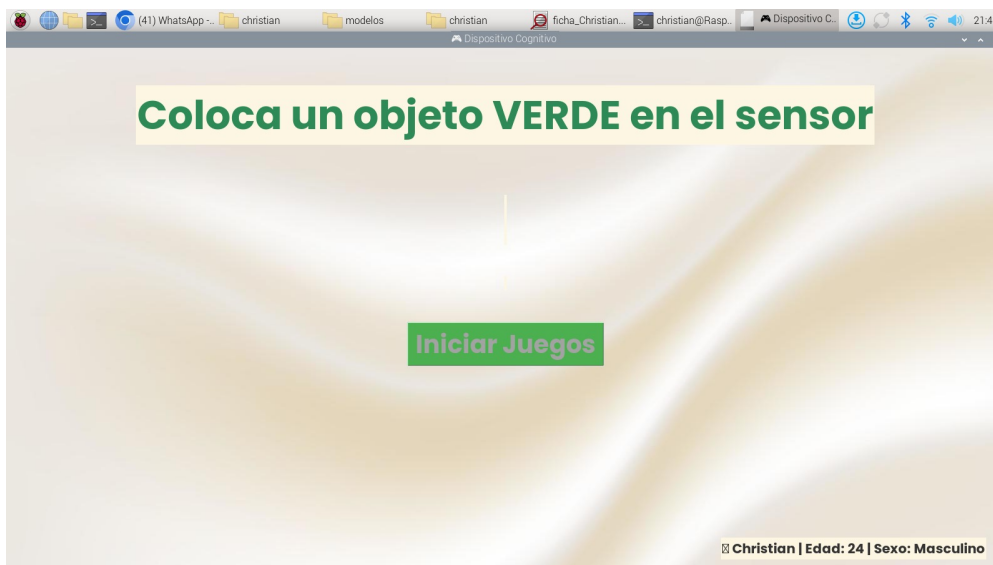 (41) WhatsApp -.. christian modelos christian ficha_Christian... christian@Rasp.. Dispositivo C.. 21:4
Dispositivo Cognitivo
Coloca un objeto VERDE en el sensor
Iniciar Juegos
Christian | Edad: 24 | Sexo: Masculino